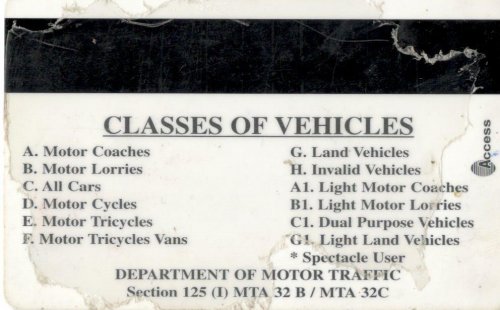 CLASSES OF VEHICLES
A. Motor Coaches
B. Motor Lorries
C. All Cars
D. Motor Cycles
E. Motor Tricycles
F. Motor Tricycles Vans
G. Land Vehicles
H. Invalid Vehicles
A1. Light Motor Coaches
B1. Light Motor Lorries
C1. Dual Purpose Vehicles
G1. Light Land Vehicles
* Spectacle User
DEPARTMENT OF MOTOR TRAFFIC
Section 125 (I) MTA 32 B / MTA 32C
Access